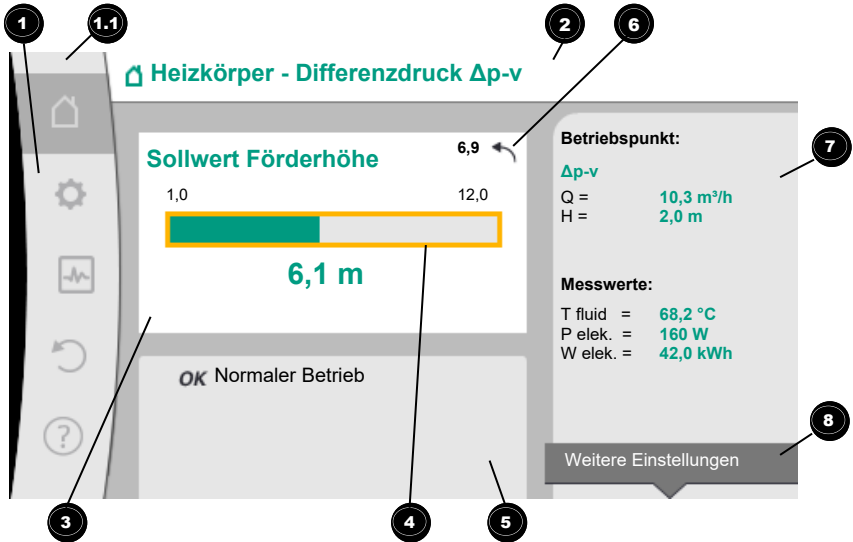 1
1.1
2
6
Heizkörper - Differenzdruck Δp-v
Sollwert Förderhöhe
6,9
1,0
12,0
6,1 m
OK Normaler Betrieb
Betriebspunkt:
Δp-v
Q = 10,3 m³/h
H = 2,0 m
Messwerte:
T fluid = 68,2 °C
P elek. = 160 W
W elek. = 42,0 kWh
Weitere Einstellungen
?
7
8
3
4
5